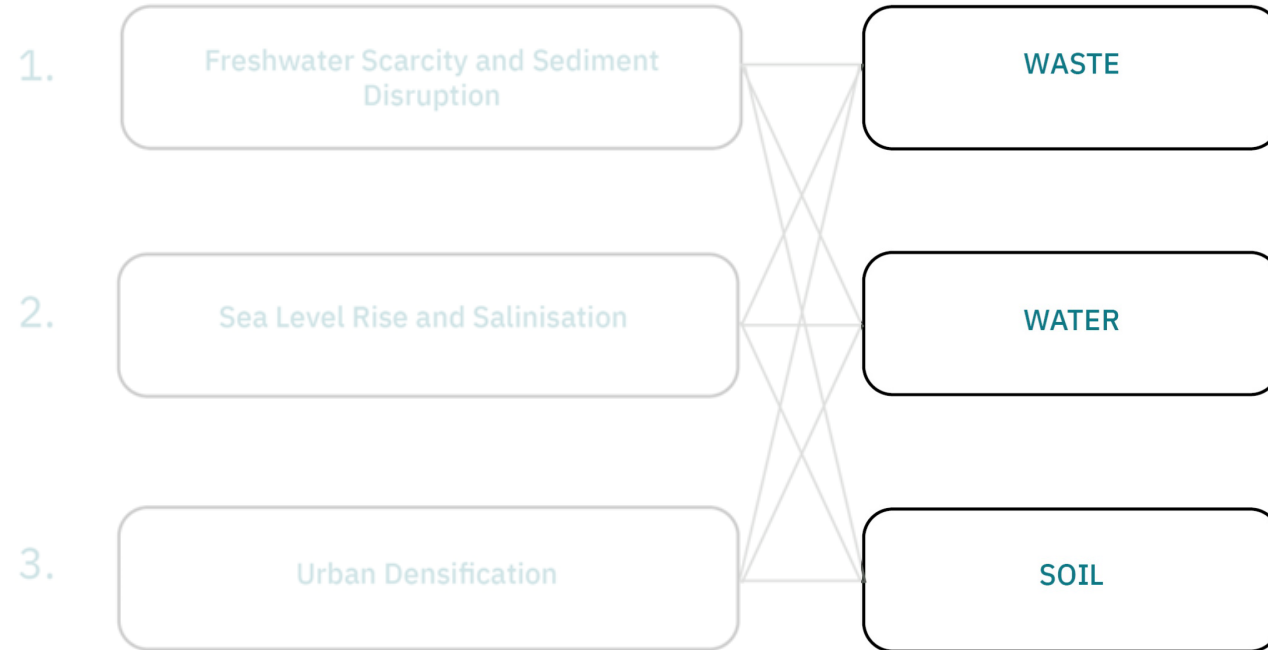 1.
Freshwater Scarcity and Sediment
Disruption
WASTE
2.
Sea Level Rise and Salinisation
WATER
3.
Urban Densification
SOIL